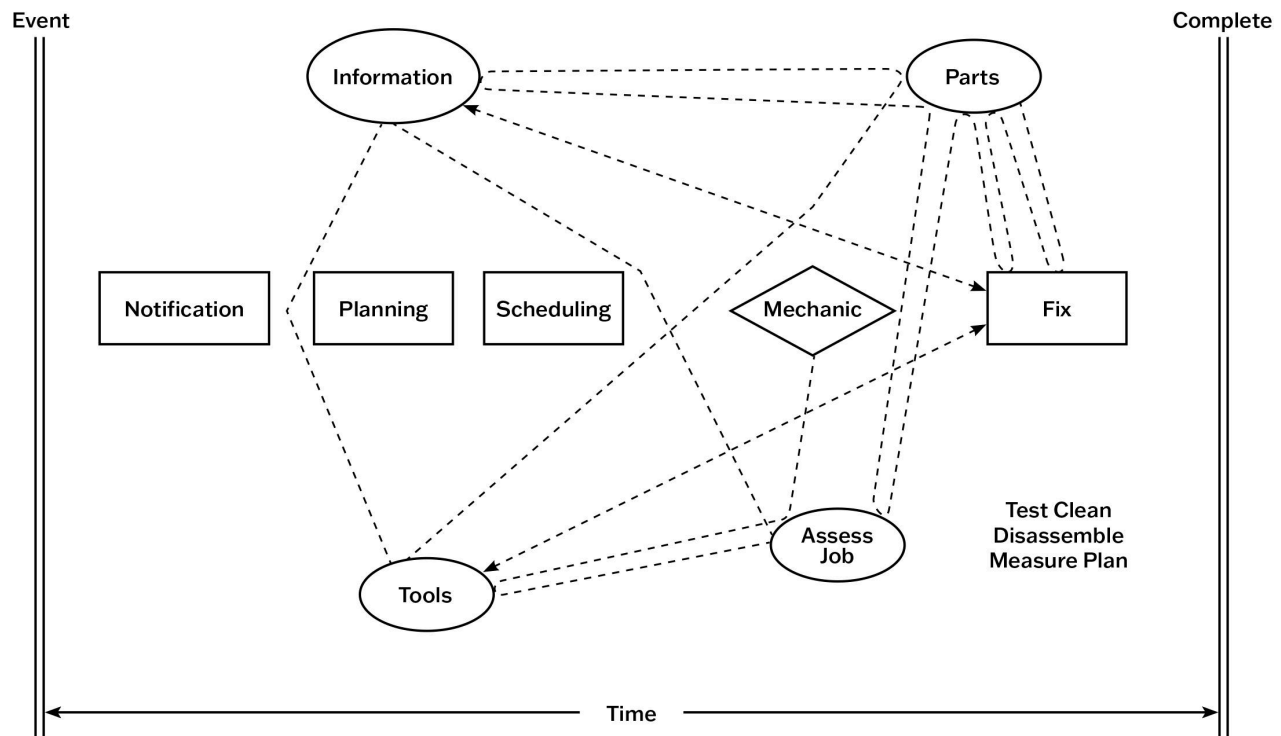 Event
Complete
Information
Parts
Notification
Planning
Scheduling
Mechanic
Fix
Test Clean
Disassemble
Measure Plan
Assess
Job
Tools
Time